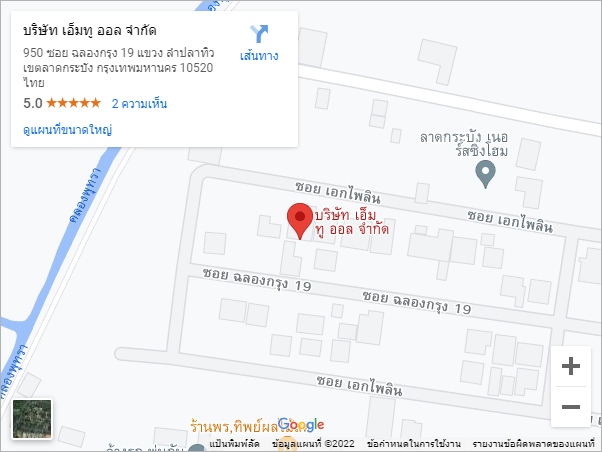 บริษัท เอ็มทู ออล จำกัด
950 ซอย ฉลองกรุง 19 แขวง ลำปลาทิว
เขตลาดกระบัง กรุงเทพมหานคร 10520
ไทย
5.0 ★★★★★ 2 ความเห็น
ดูแผนที่ขนาดใหญ่
เส้นทาง
คลองพุทรา
ลาดกระบัง เนอ
ร์สซิ่งโฮม
ซอย เอกไพลิน
ซอย เอกไพลิน
บริษัท เอ็ม
ทู ออล จำกัด
ซอย ฉลองกรุง 19
ซอย ฉลองกรุง 19
คลองพุทรา
ซอย เอกไพลิน
ร้านพร,ทิพย์ผลไม้
Google
แป้นพิมพ์ลัด ข้อมูลแผนที่ ©2022 ข้อกำหนดในการใช้งาน รายงานข้อผิดพลาดของแผนที่